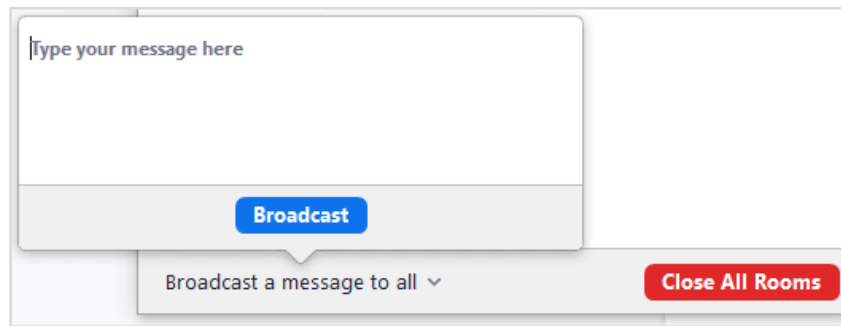 Type your message here
Broadcast
Broadcast a message to all
Close All Rooms